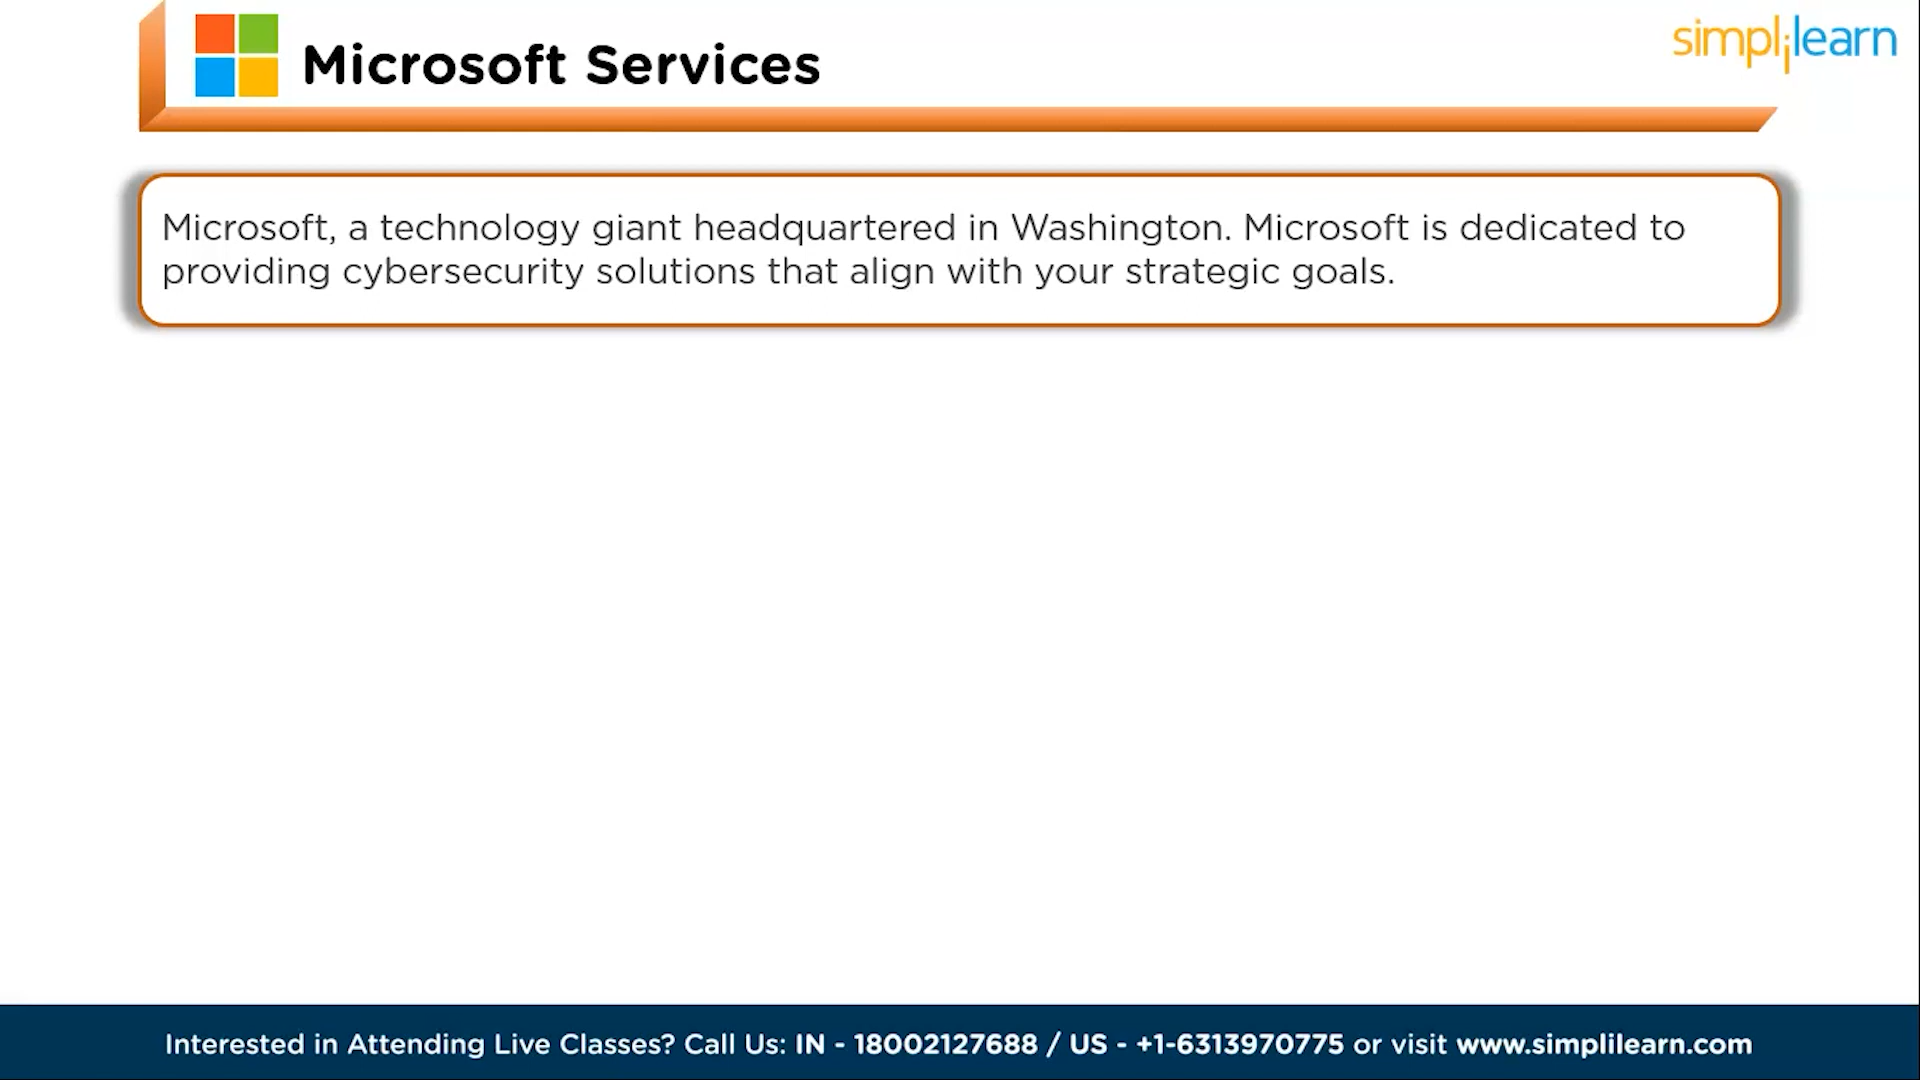 Microsoft Services
simplilearn
Microsoft, a technology giant headquartered in Washington. Microsoft is dedicated to
providing cybersecurity solutions that align with your strategic goals.
Interested in Attending Live Classes? Call Us: IN - 18002127688 / US - +1-6313970775 or visit www.simplilearn.com